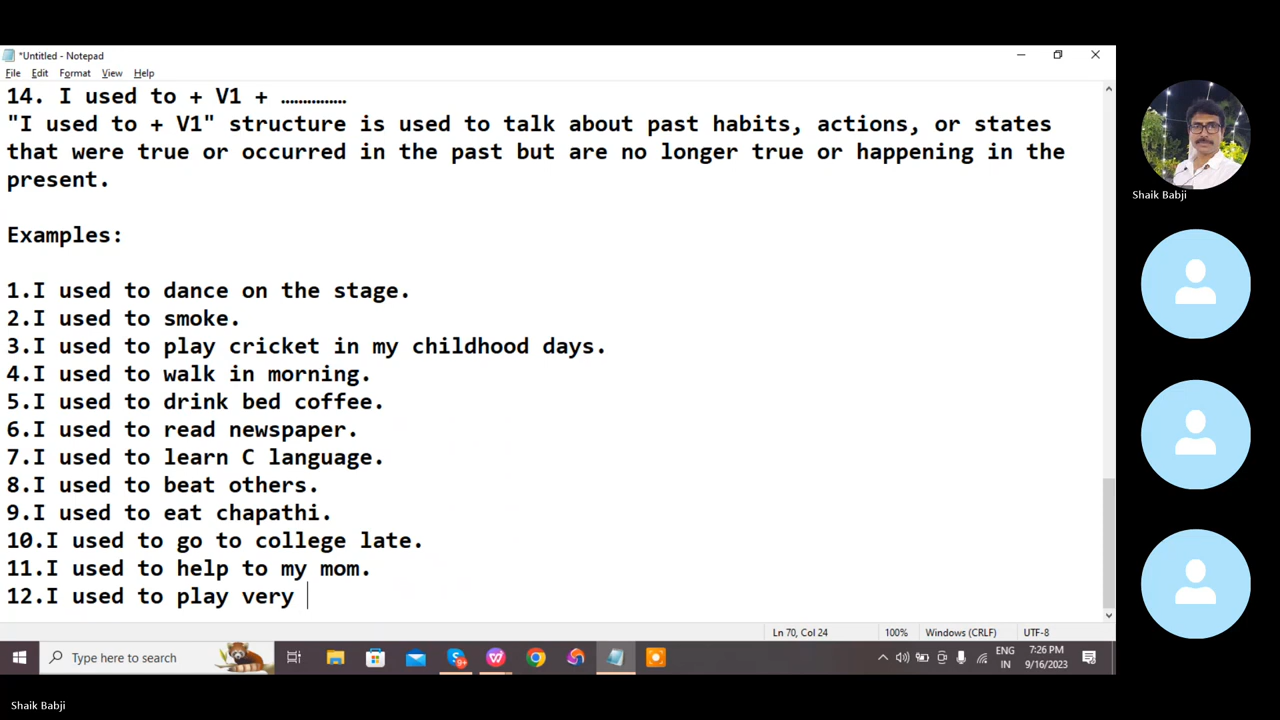 *Untitled - Notepad
File Edit Format View Help
14. I used to + V1 + ……………
"I used to + V1" structure is used to talk about past habits, actions, or states
that were true or occurred in the past but are no longer true or happening in the
present.
Examples:
1.I used to dance on the stage.
2.I used to smoke.
3.I used to play cricket in my childhood days.
4.I used to walk in morning.
5.I used to drink bed coffee.
6.I used to read newspaper.
7.I used to learn C language.
8.I used to beat others.
9.I used to eat chapathi.
10.I used to go to college late.
11.I used to help to my mom.
12.I used to play very
Ln 70, Col 24
100%
Windows (CRLF)
UTF-8
Type here to search
ENG
IN
7:26 PM
9/16/2023
Shaik Babji
Shaik Babji